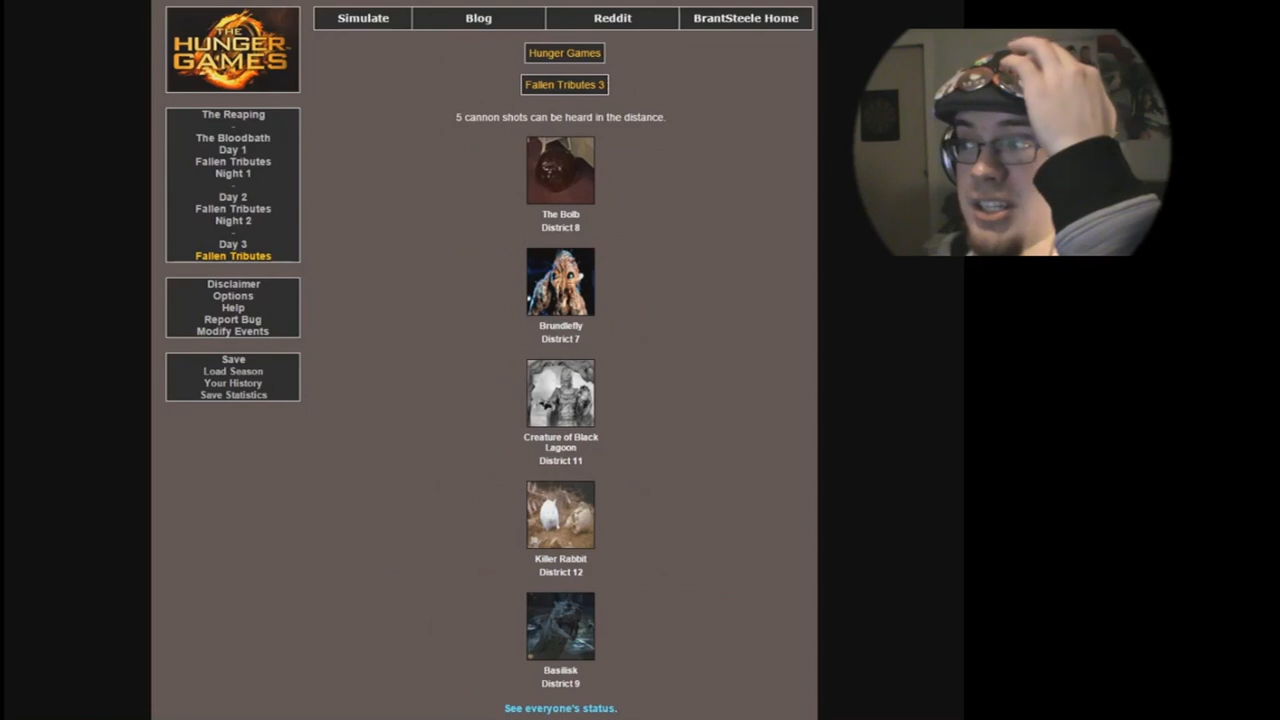 THE
HUNGER
GAMES
Simulate
Blog
Reddit
BrantSteele Home
The Reaping
-
The Bloodbath
Day 1
Fallen Tributes
Night 1
-
Day 2
Fallen Tributes
Night 2
-
Day 3
Fallen Tributes
Disclaimer
Options
Help
Report Bug
Modify Events
Save
Load Season
Your History
Save Statistics
Hunger Games
Fallen Tributes 3
5 cannon shots can be heard in the distance.
The Bolb
District 8
Brundlefly
District 7
Creature of Black
Lagoon
District 11
Killer Rabbit
District 12
Basilisk
District 9
See everyone's status.